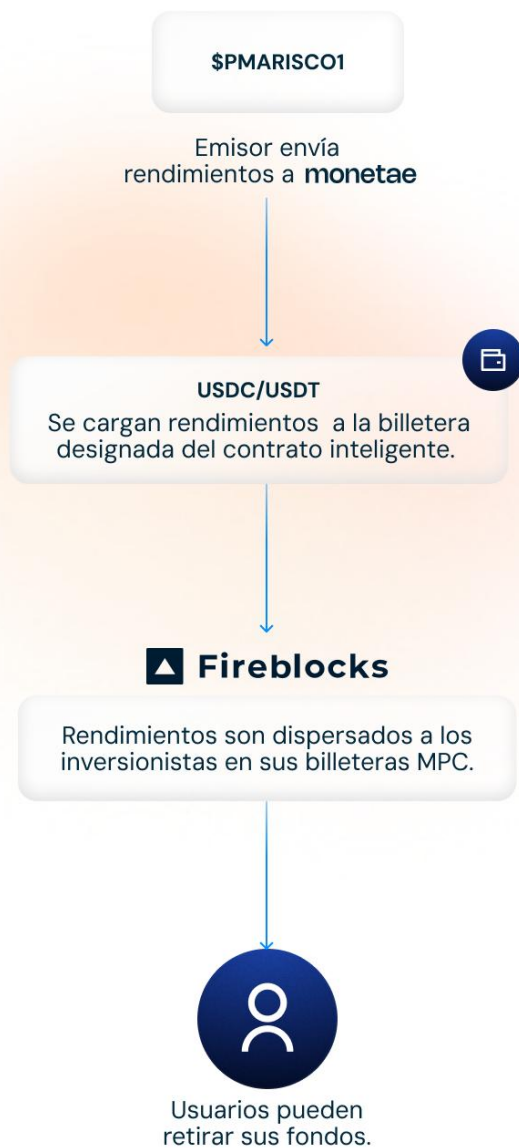 $PMARISCO1
Emisor envía
rendimientos a monetae
USDC/USDT
Se cargan rendimientos a la billetera
designada del contrato inteligente.
Fireblocks
Rendimientos son dispersados a los
inversionistas en sus billeteras MPC.
Usuarios pueden
retirar sus fondos.